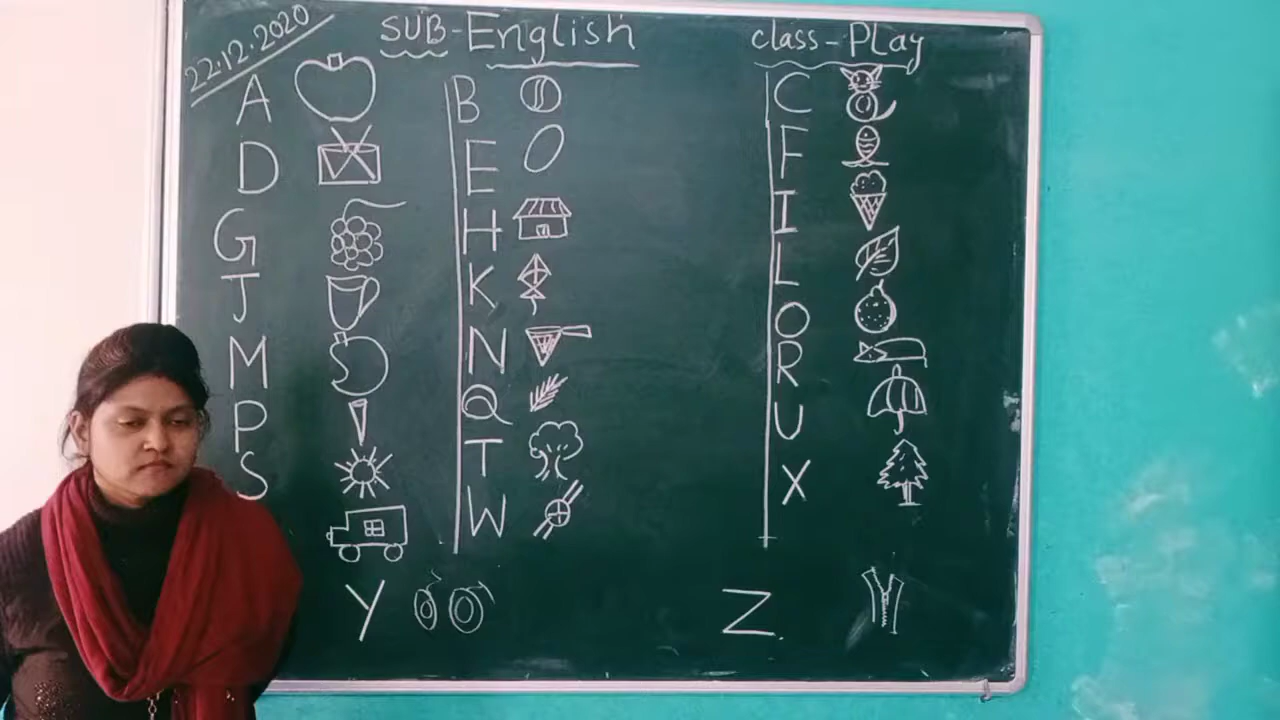 22.12.2020
SUB-English
class-PLay
A B C
D E F
G H I
J K L
M N O
P Q R
S T U
W X
Y Z.